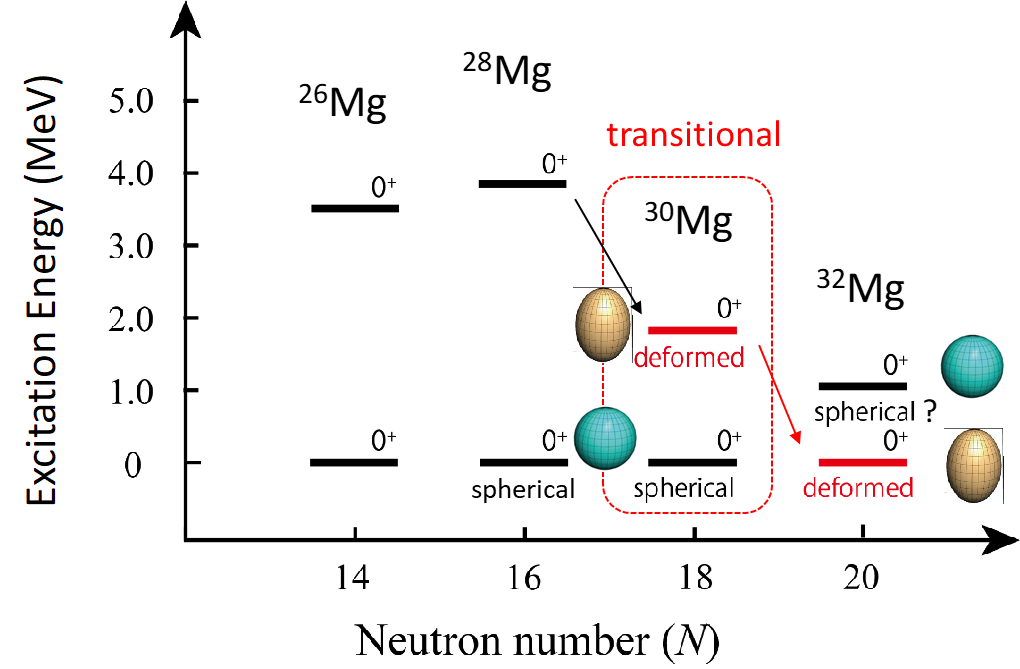 Excitation Energy (MeV)
5.0
4.0
3.0
2.0
1.0
0
²⁶Mg
0⁺
0⁺
²⁸Mg
0⁺
0⁺
spherical
transitional
³⁰Mg
0⁺
deformed
0⁺
spherical
³²Mg
0⁺
spherical ?
0⁺
deformed
14
16
18
20
Neutron number (N)